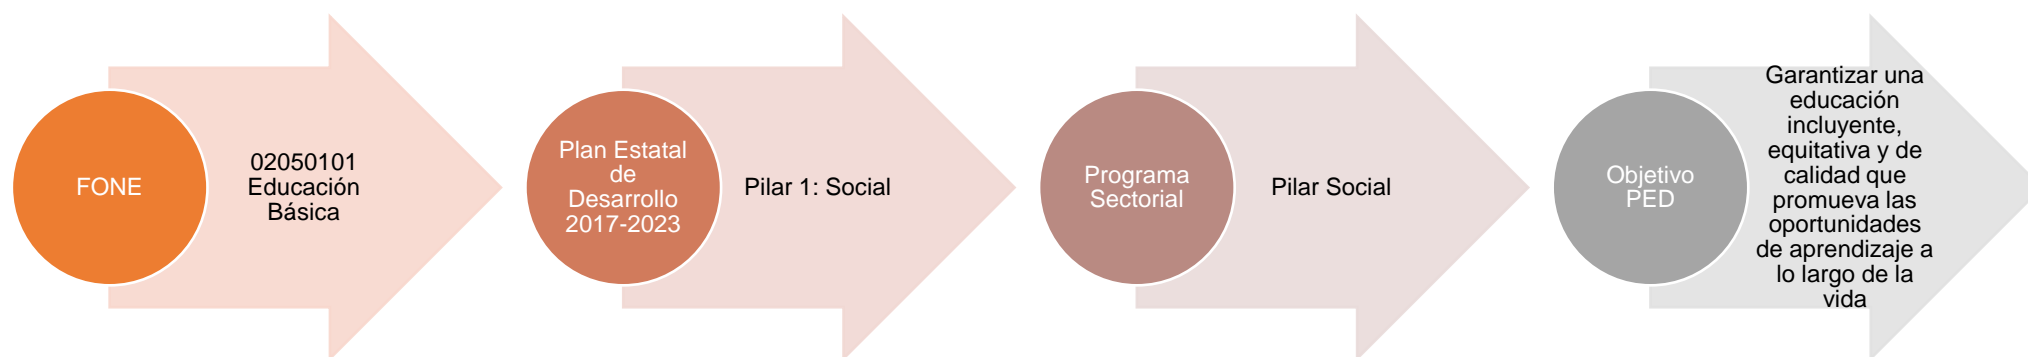 FONE
02050101
Educación
Básica
Plan Estatal
de
Desarrollo
2017-2023
Pilar 1: Social
Programa
Sectorial
Pilar Social
Objetivo
PED
Garantizar una
educación
incluyente,
equitativa y de
calidad que
promueva las
oportunidades
de aprendizaje a
lo largo de la
vida